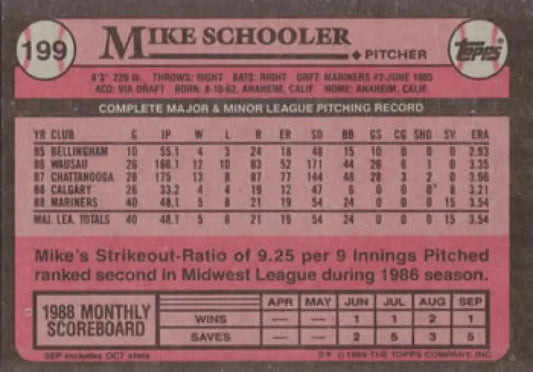 199
MIKE SCHOOLER
PITCHER
Topps
6'3" 220 lb. THROWS: RIGHT BATS: RIGHT DRFT: MARINERS #2-JUNE 1985
ACQ: VIA DRAFT BORN: 8-10-62, ANAHEIM, CALIF. HOME: ANAHEIM, CALIF.
COMPLETE MAJOR & MINOR LEAGUE PITCHING RECORD
YR CLUB G IP W L R ER SO BB GS CG SHO SV ERA
85 BELLINGHAM 10 55.1 4 3 24 18 48 15 10 0 0 0 2.93
86 WAUSAU 26 166.1 12 10 83 52 171 44 26 6 1 0 3.35
87 CHATTANOOGA 28 175 13 8 87 77 144 48 28 3 2 0 3.96
88 CALGARY 26 33.2 4 4 19 12 47 6 0 0 0 8 3.21
88 MARINERS 40 48.1 5 8 21 19 54 24 0 0 0 15 3.54
MAJ. LEA. TOTALS 40 48.1 5 8 21 19 54 24 0 0 0 15 3.54
Mike's Strikeout-Ratio of 9.25 per 9 Innings Pitched
ranked second in Midwest League during 1986 season.
1988 MONTHLY
SCOREBOARD
APR MAY JUN JUL AUG SEP
WINS — — 1 1 2 1
SAVES — — 2 5 3 5
SEP includes OCT stats
D* © 1989 THE TOPPS COMPANY, INC.